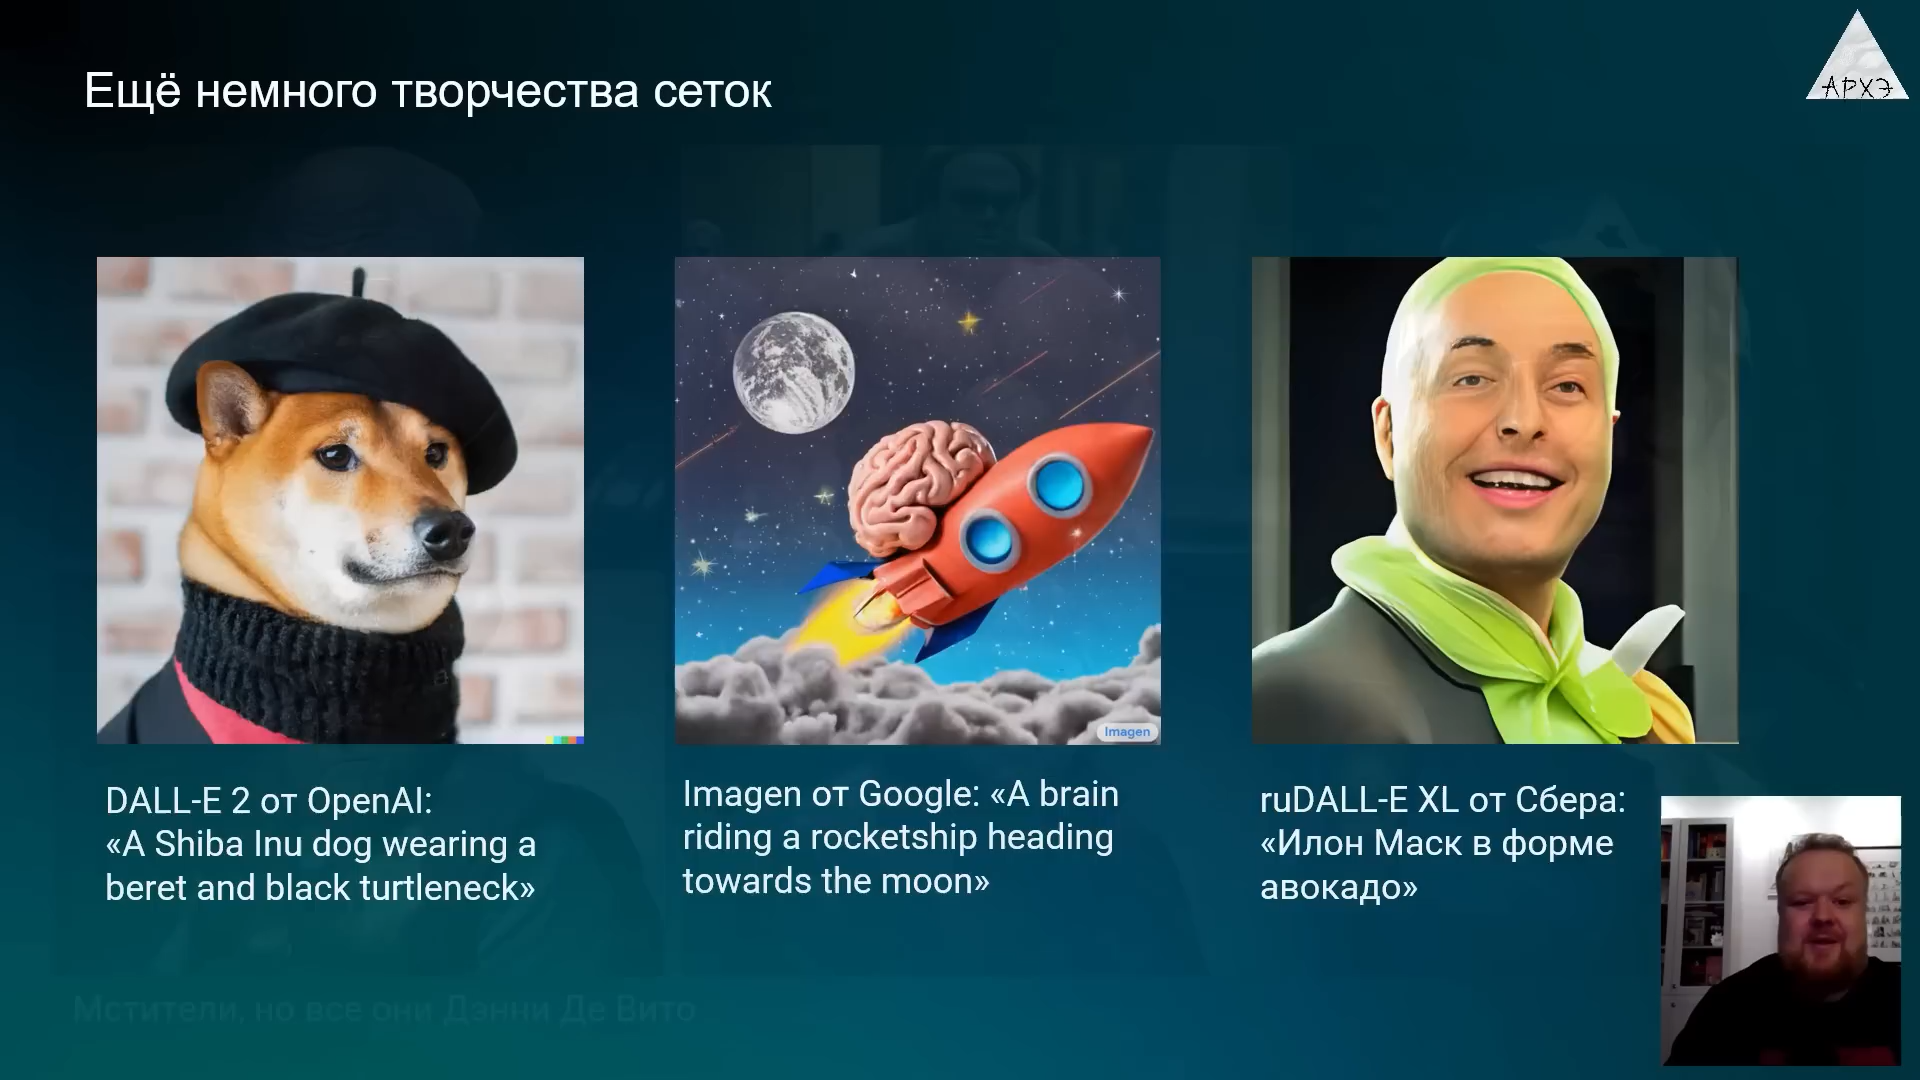 Ещё немного творчества сеток
АРХЭ
Imagen
DALL-E 2 от OpenAI:
«A Shiba Inu dog wearing a
beret and black turtleneck»
Imagen от Google: «A brain
riding a rocketship heading
towards the moon»
ruDALL-E XL от Сбера:
«Илон Маск в форме
авокадо»
Мстители, но все они Дэнни Де Вито